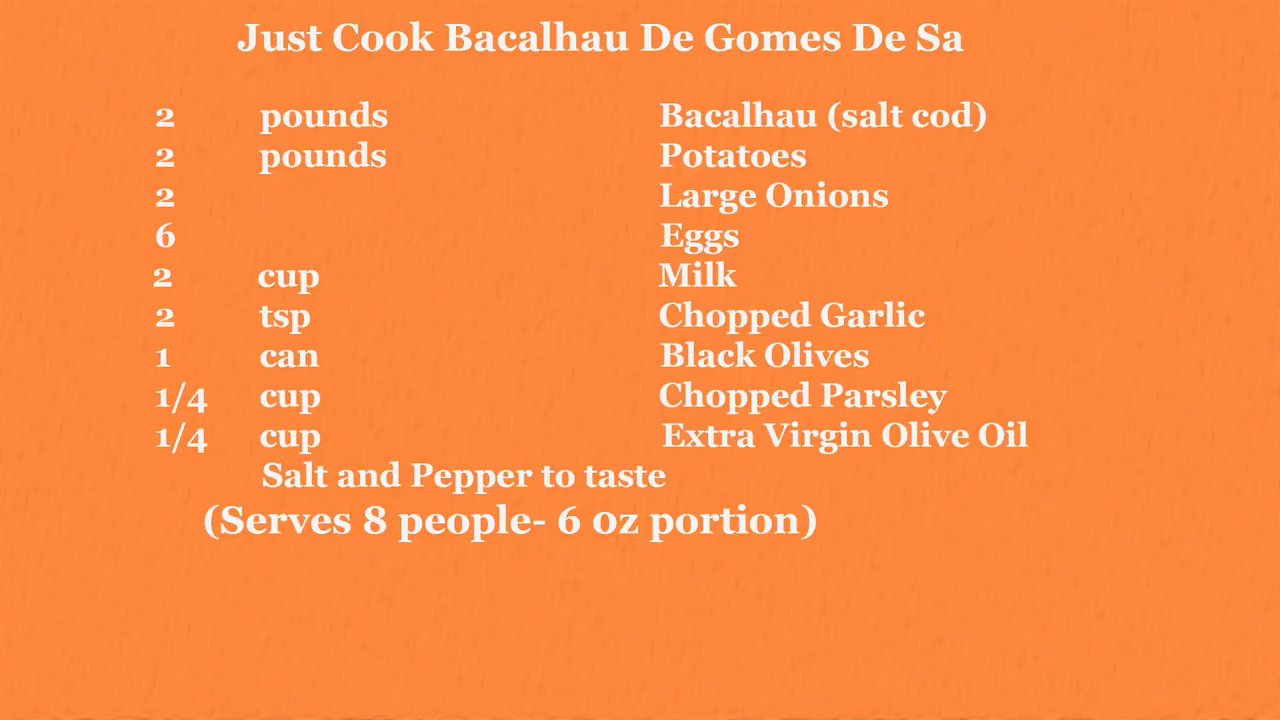 Just Cook Bacalhau De Gomes De Sa
2 pounds Bacalhau (salt cod)
2 pounds Potatoes
2 Large Onions
6 Eggs
2 cup Milk
2 tsp Chopped Garlic
1 can Black Olives
1/4 cup Chopped Parsley
1/4 cup Extra Virgin Olive Oil
Salt and Pepper to taste
(Serves 8 people- 6 0z portion)